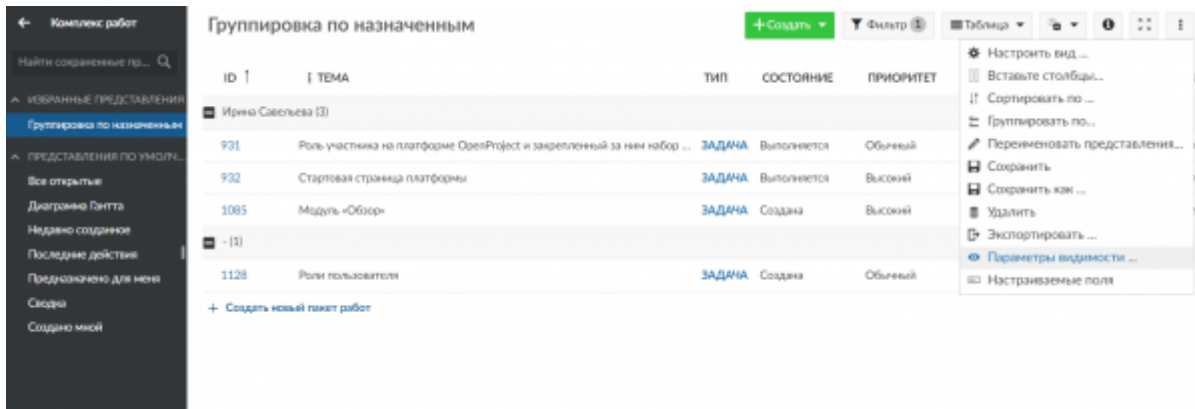 Комплекс работ
Найти сохраненные пр...
ИЗБРАННЫЕ ПРЕДСТАВЛЕНИЯ
Группировка по назначенным
ПРЕДСТАВЛЕНИЯ ПО УМОЛЧ...
Все открытые
Диаграмма Гантта
Недавно созданное
Последние действия
Предназначено для меня
Сводка
Создано мной
Группировка по назначенным
+ Создать
Фильтр 1
Таблица
ID ТЕМА ТИП СОСТОЯНИЕ ПРИОРИТЕТ
Ирина Савельева (3)
931 Роль участника на платформе OpenProject и закрепленный за ним набор ... ЗАДАЧА Выполняется Обычный
932 Стартовая страница платформы ЗАДАЧА Выполняется Высокий
1085 Модуль «Обзор» ЗАДАЧА Создана Высокий
- (1)
1128 Роли пользователя ЗАДАЧА Создана Обычный
+ Создать новый пакет работ
Настроить вид ...
Вставьте столбцы...
Сортировать по ...
Группировать по...
Переименовать представления...
Сохранить
Сохранить как ...
Удалить
Экспортировать ...
Параметры видимости ...
Настраиваемые поля